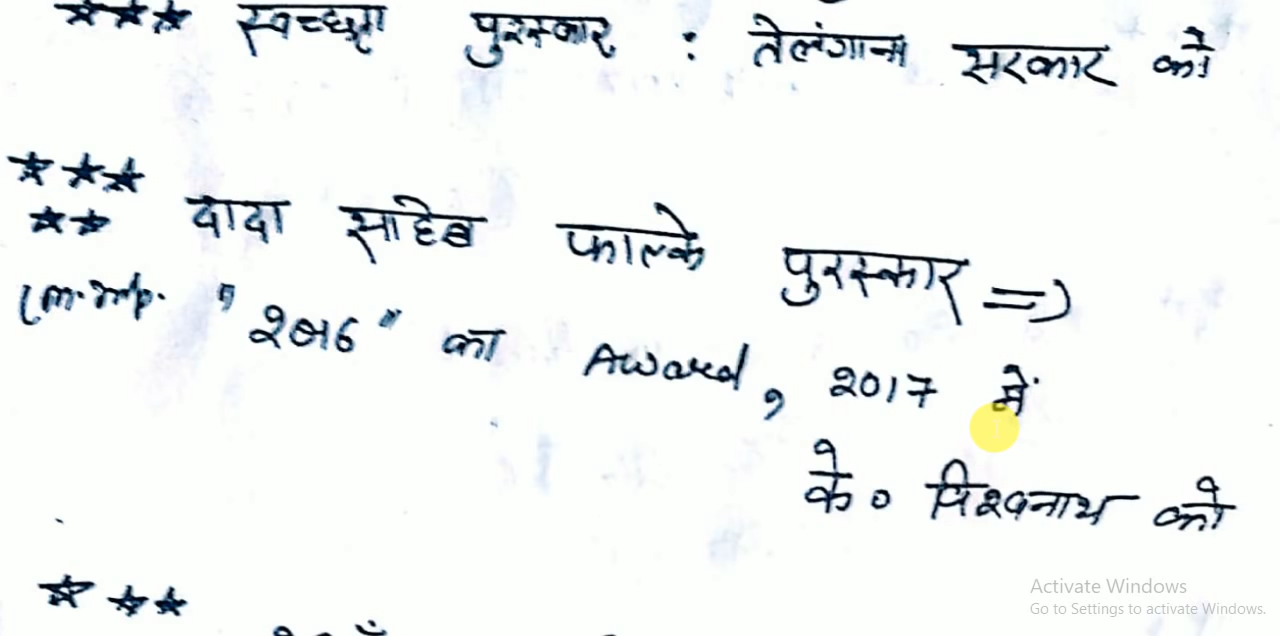 *** स्वच्छता पुरस्कार : तेलंगाना सरकार को
***
** दादा साहेब फाल्के पुरस्कार =>
"2016" का Award, 2017 में
के० विश्वनाथ को
Activate Windows
Go to Settings to activate Windows.
***